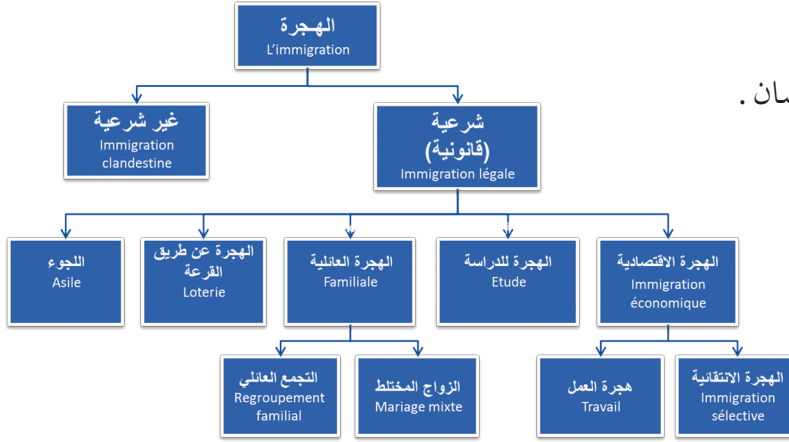 الهـجرة
L'immigration
شرعية
(قانونية)
Immigration légale
غير شرعية
Immigration
clandestine
الهجرة الاقتصادية
Immigration
économique
الهجرة للدراسة
Etude
الهجرة العائلية
Familiale
الهجرة عن طريق
القرعة
Loterie
اللجوء
Asile
الهجرة الانتقائية
Immigration
sélective
هجرة العمل
Travail
الزواج المختلط
Mariage mixte
التجمع العائلي
Regroupement
familial